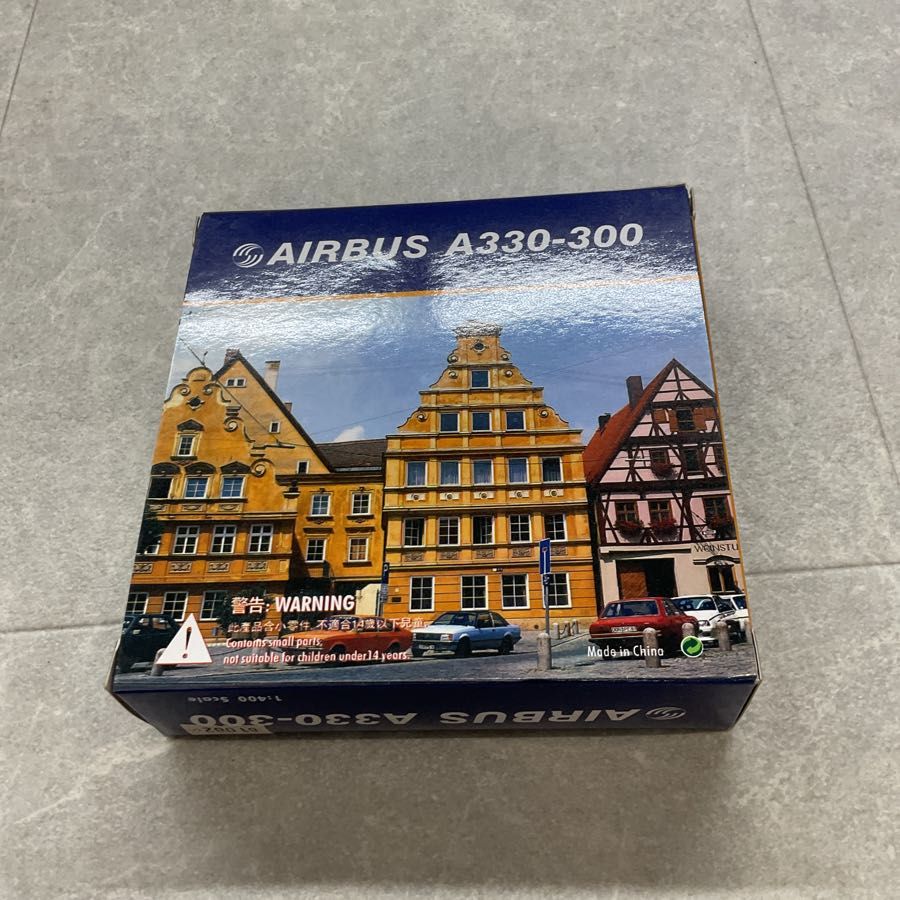 AIRBUS A330-300
WEINSTU
警告: WARNING
此產品含小零件, 不適合14歲以下兒童。
Contains small parts,
not suitable for children under14 years.
Made in China
1:400 Scale
AIRBUS A330-300